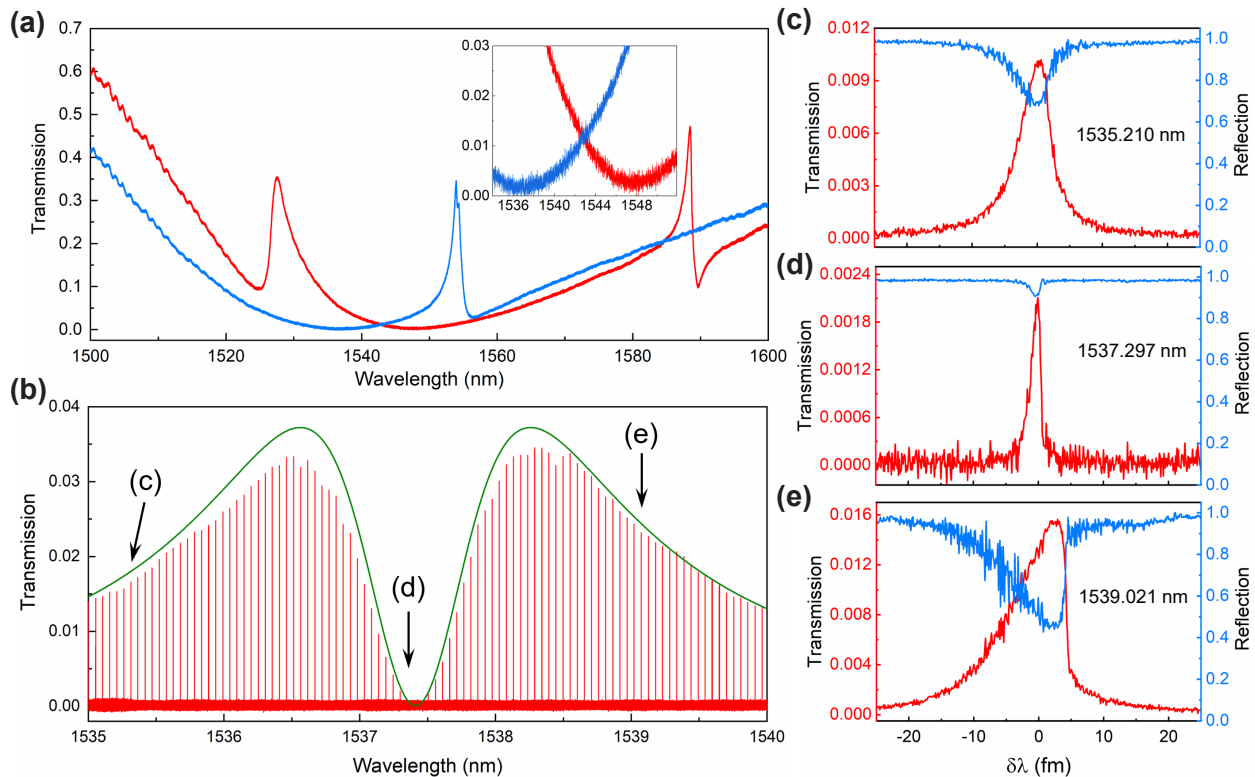 (a)
0.7
0.6
0.5
0.4
0.3
0.2
0.1
0.0
Transmission
1500
1520
1540
1560
1580
1600
Wavelength (nm)
0.03
0.02
0.01
0.00
1536 1540 1544 1548
(b)
0.04
0.03
0.02
0.01
0.00
Transmission
(c)
(d)
(e)
1535
1536
1537
1538
1539
1540
Wavelength (nm)
(c)
0.012
0.009
0.006
0.003
0.000
Transmission
1535.210 nm
1.0
0.8
0.6
0.4
0.2
0.0
Reflection
(d)
0.0024
0.0018
0.0012
0.0006
0.0000
Transmission
1537.297 nm
1.0
0.8
0.6
0.4
0.2
0.0
Reflection
(e)
0.016
0.012
0.008
0.004
0.000
Transmission
1539.021 nm
1.0
0.8
0.6
0.4
0.2
0.0
Reflection
-20
-10
0
10
20
δλ (fm)